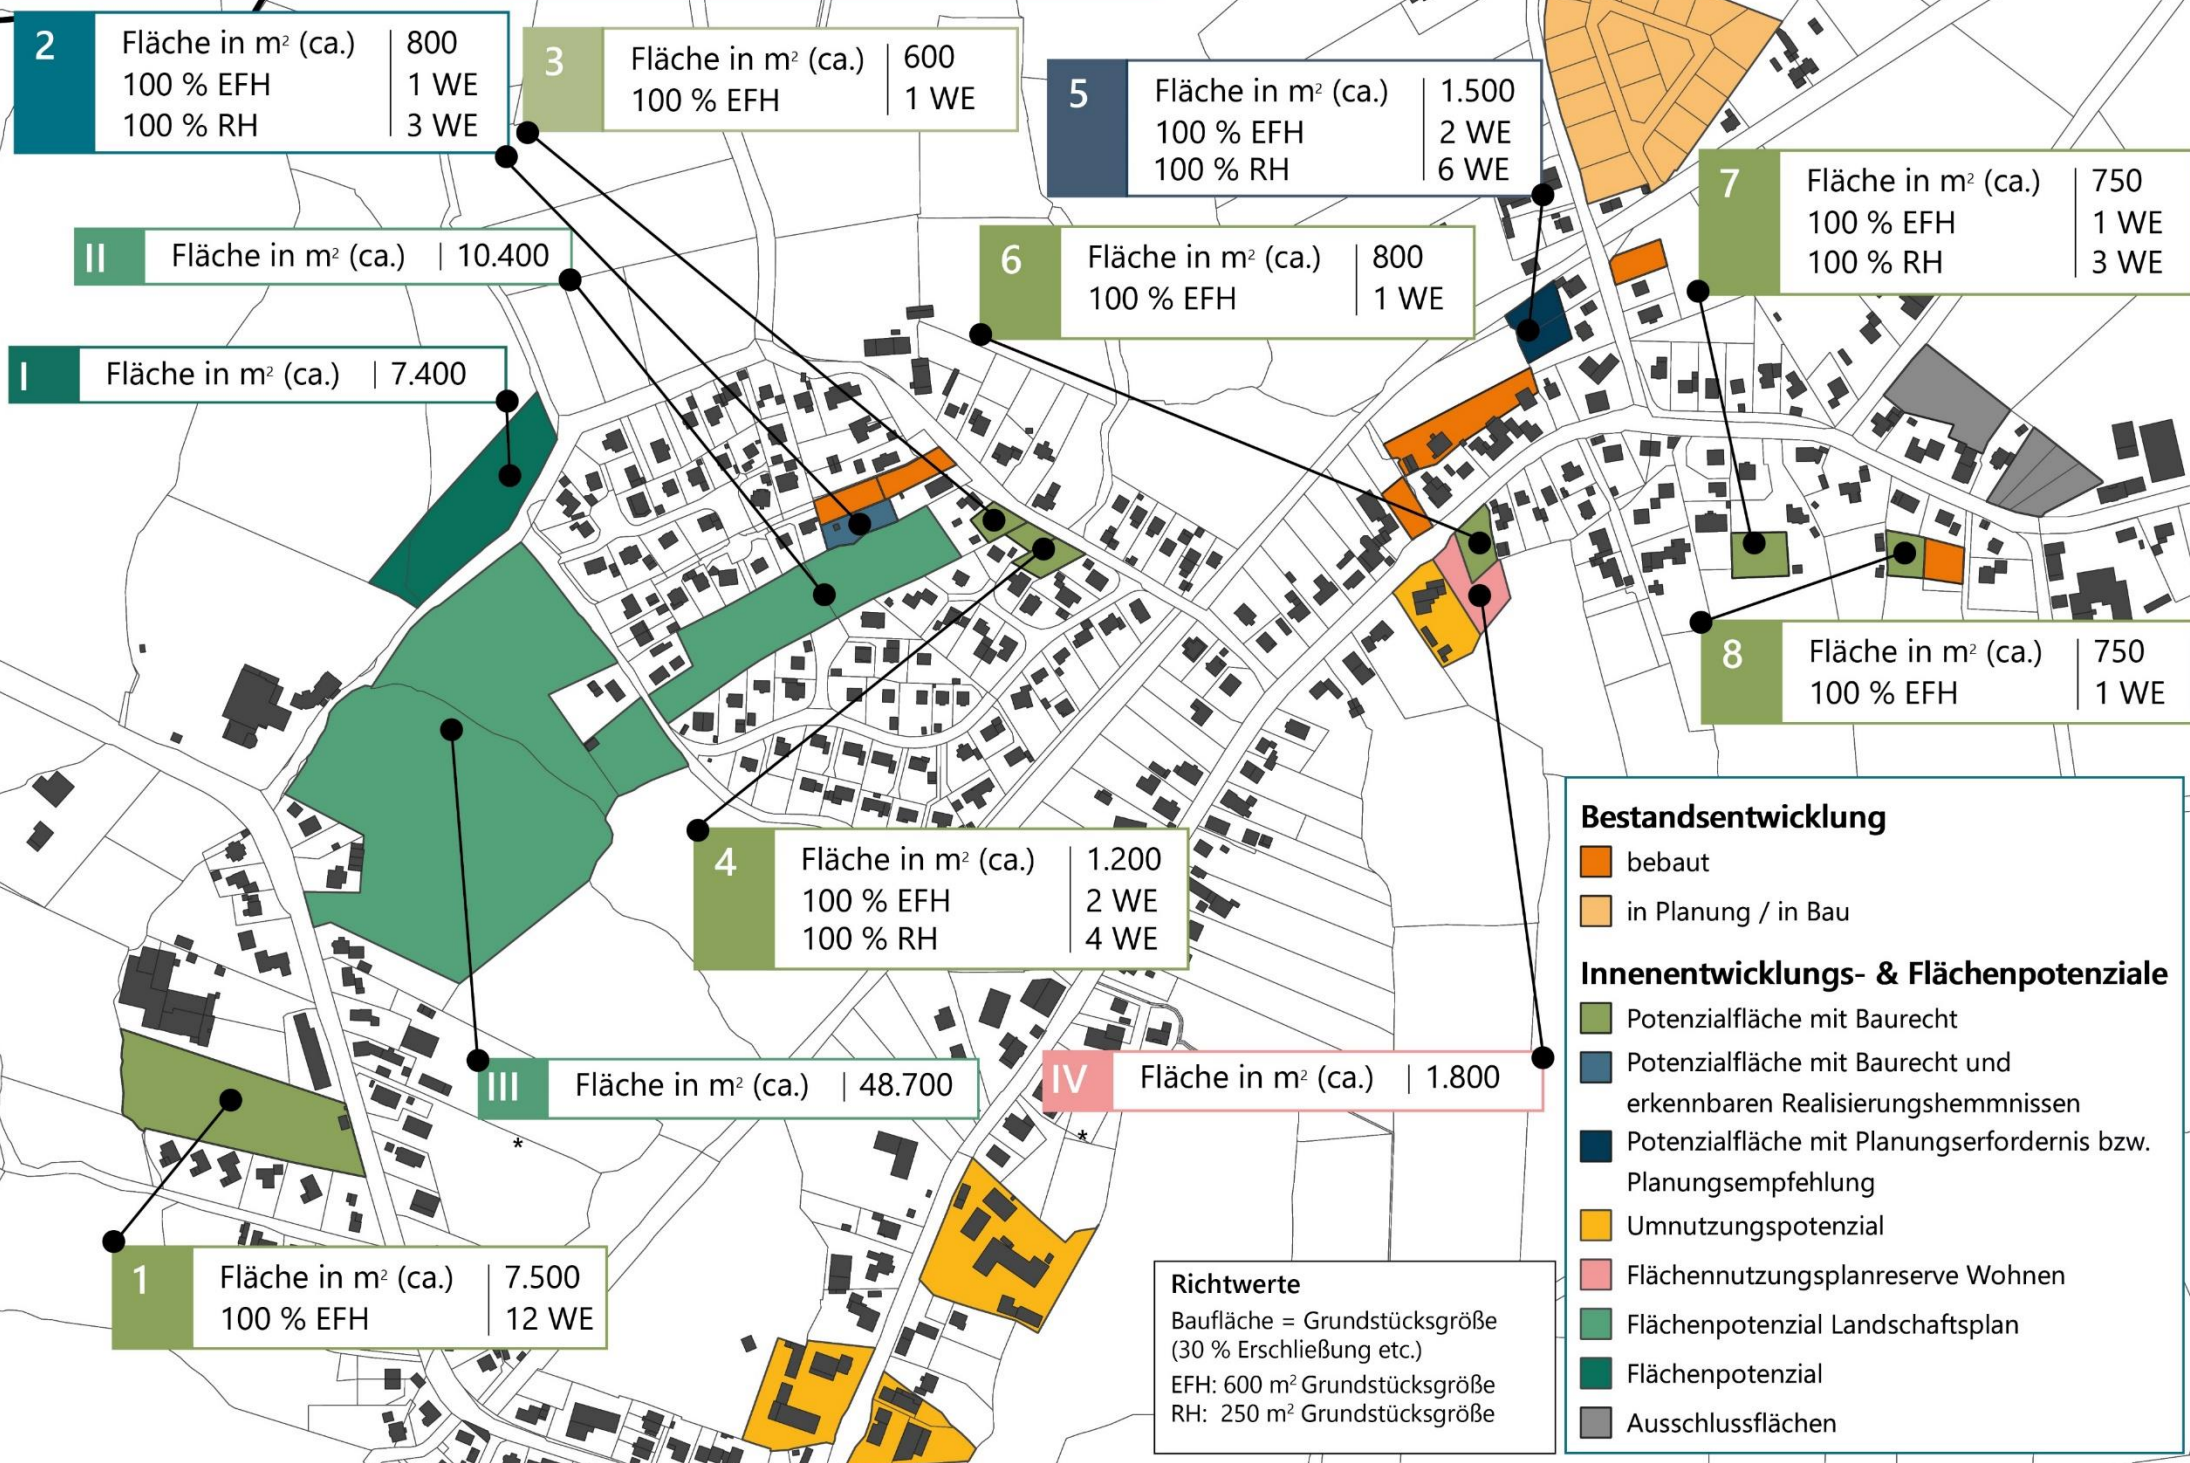 2
Fläche in m² (ca.) | 800
100 % EFH | 1 WE
100 % RH | 3 WE
3
Fläche in m² (ca.) | 600
100 % EFH | 1 WE
5
Fläche in m² (ca.) | 1.500
100 % EFH | 2 WE
100 % RH | 6 WE
7
Fläche in m² (ca.) | 750
100 % EFH | 1 WE
100 % RH | 3 WE
II Fläche in m² (ca.) | 10.400
6
Fläche in m² (ca.) | 800
100 % EFH | 1 WE
I Fläche in m² (ca.) | 7.400
8
Fläche in m² (ca.) | 750
100 % EFH | 1 WE
4
Fläche in m² (ca.) | 1.200
100 % EFH | 2 WE
100 % RH | 4 WE
III Fläche in m² (ca.) | 48.700
IV Fläche in m² (ca.) | 1.800
*
*
1
Fläche in m² (ca.) | 7.500
100 % EFH | 12 WE
Richtwerte
Baufläche = Grundstücksgröße
(30 % Erschließung etc.)
EFH: 600 m² Grundstücksgröße
RH: 250 m² Grundstücksgröße
Bestandsentwicklung
bebaut
in Planung / in Bau
Innenentwicklungs- & Flächenpotenziale
Potenzialfläche mit Baurecht
Potenzialfläche mit Baurecht und
erkennbaren Realisierungshemmnissen
Potenzialfläche mit Planungserfordernis bzw.
Planungsempfehlung
Umnutzungspotenzial
Flächennutzungsplanreserve Wohnen
Flächenpotenzial Landschaftsplan
Flächenpotenzial
Ausschlussflächen